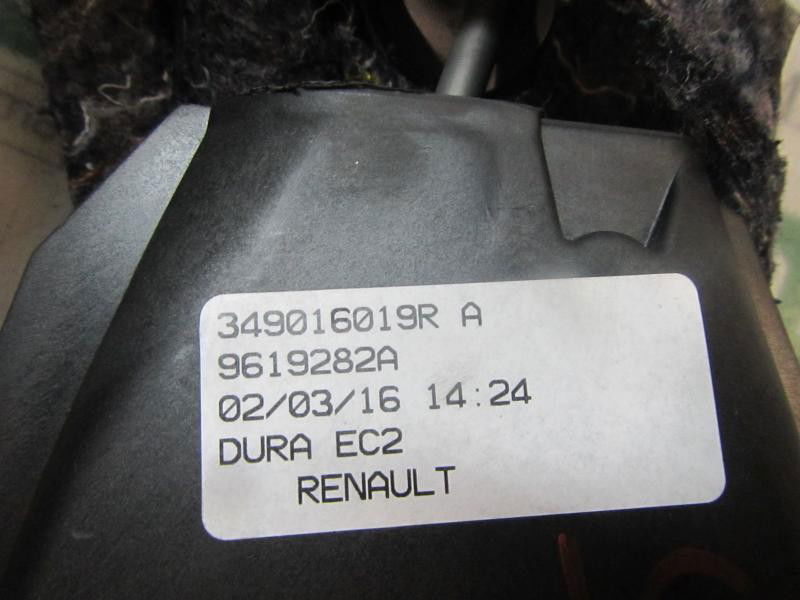 349016019R A
9619282A
02/03/16 14:24
DURA EC2
RENAULT